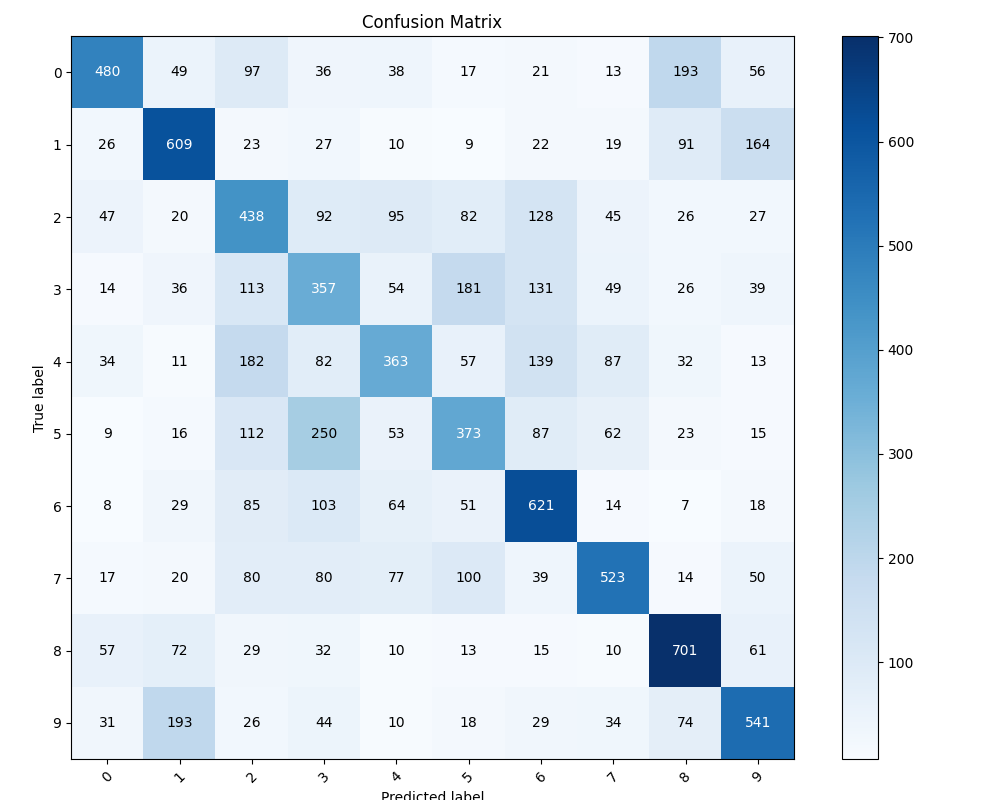 Confusion Matrix
0 480 49 97 36 38 17 21 13 193 56
1 26 609 23 27 10 9 22 19 91 164
2 47 20 438 92 95 82 128 45 26 27
3 14 36 113 357 54 181 131 49 26 39
4 34 11 182 82 363 57 139 87 32 13
5 9 16 112 250 53 373 87 62 23 15
6 8 29 85 103 64 51 621 14 7 18
7 17 20 80 80 77 100 39 523 14 50
8 57 72 29 32 10 13 15 10 701 61
9 31 193 26 44 10 18 29 34 74 541
0 1 2 3 4 5 6 7 8 9
True label
Predicted label
700
600
500
400
300
200
100